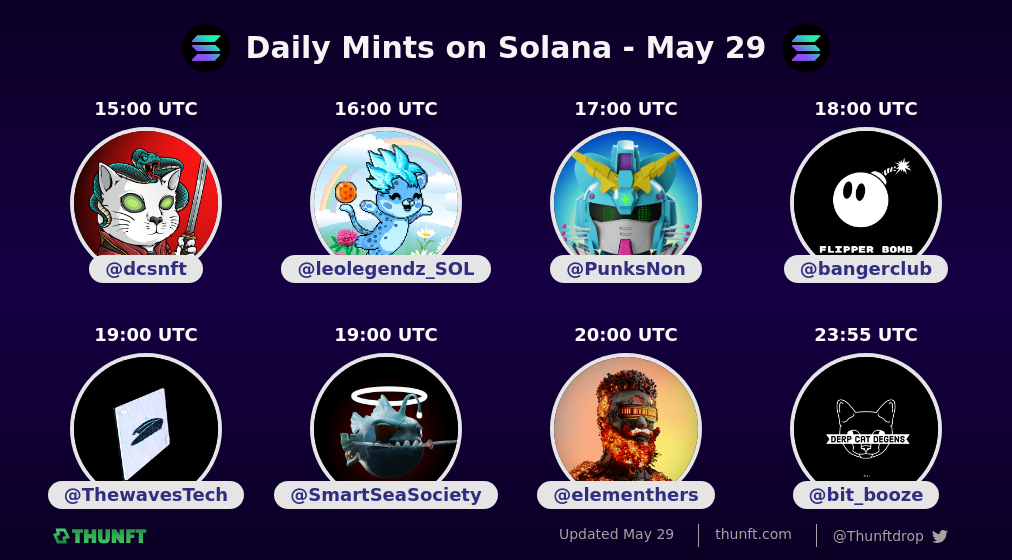 Daily Mints on Solana - May 29
15:00 UTC
16:00 UTC
17:00 UTC
18:00 UTC
FLIPPER BOMB
@dcsnft
@leolegendz_SOL
@PunksNon
@bangerclub
19:00 UTC
19:00 UTC
20:00 UTC
23:55 UTC
DERP CAT DEGENS
@ThewavesTech
@SmartSeaSociety
@elementhers
@bit_booze
THUNFT
Updated May 29
thunft.com
@Thunftdrop